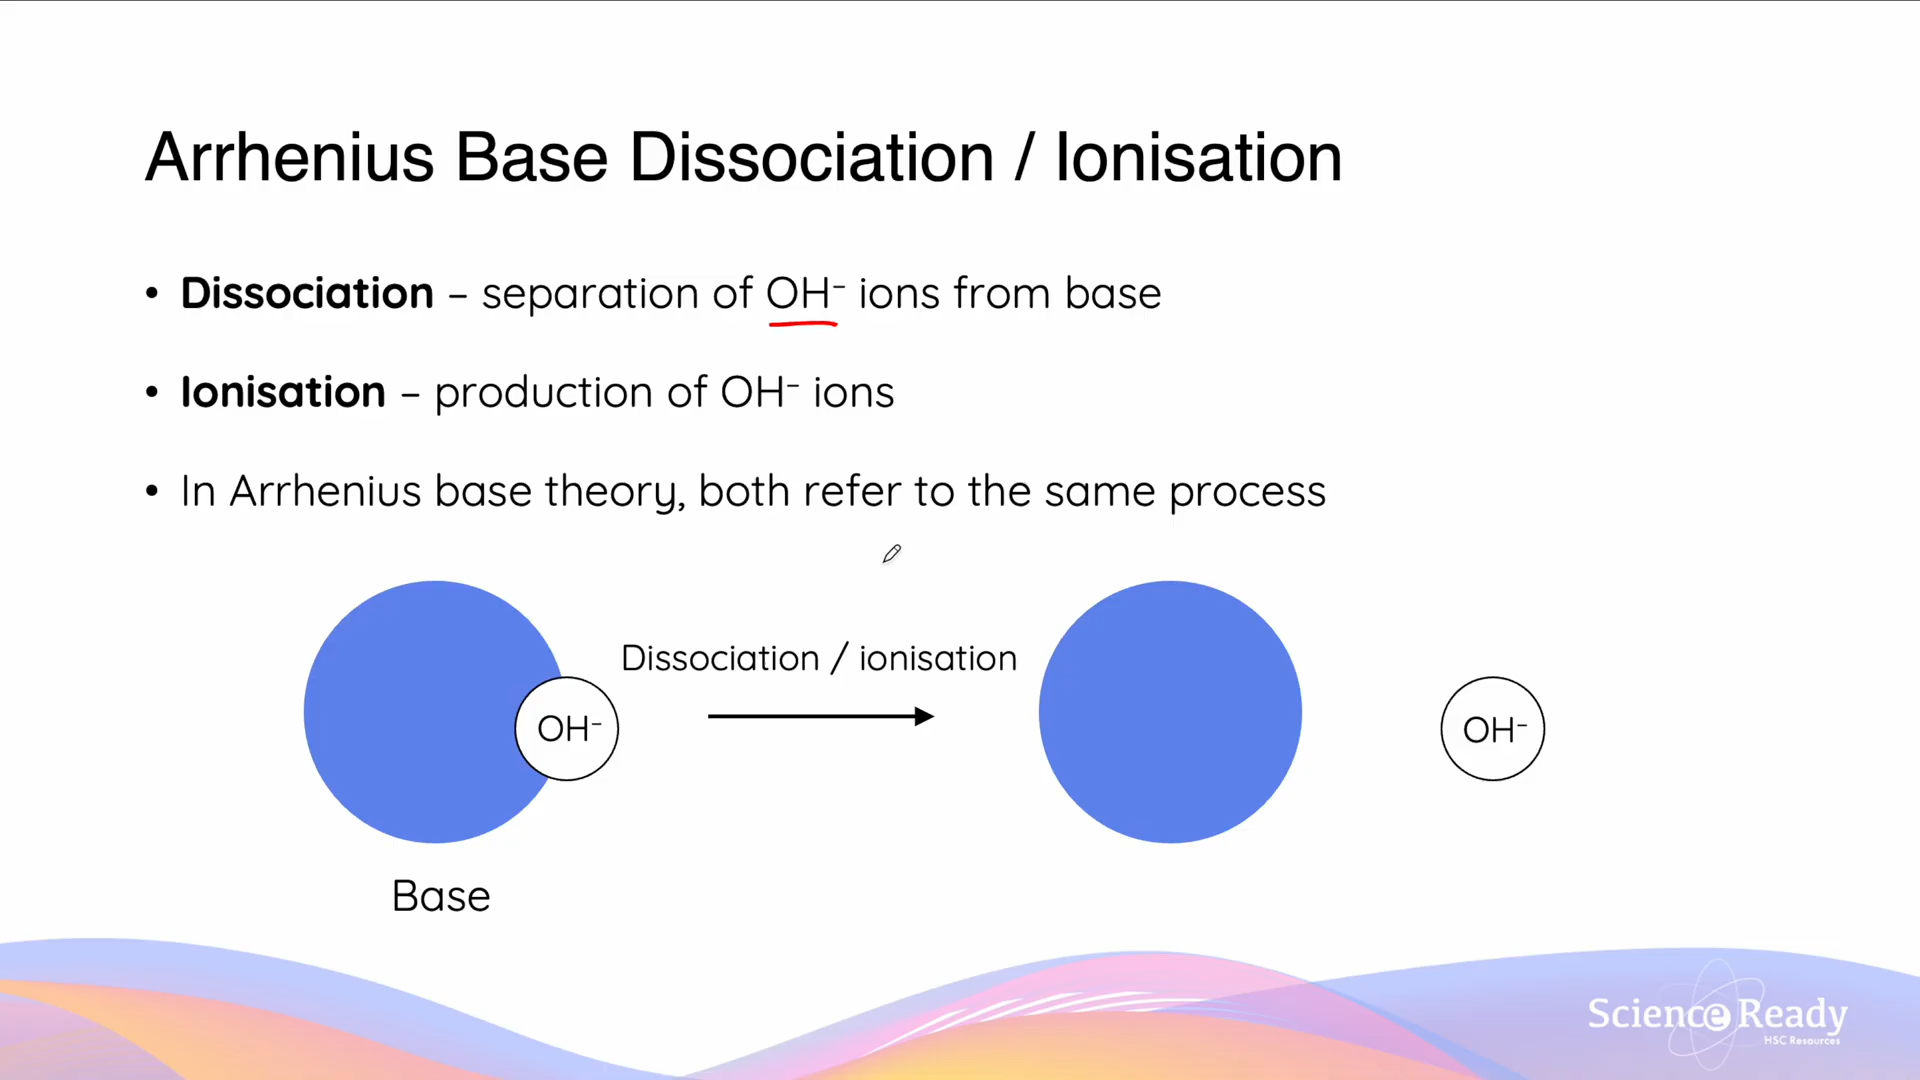 Arrhenius Base Dissociation / Ionisation
• Dissociation – separation of OH⁻ ions from base
• Ionisation – production of OH⁻ ions
• In Arrhenius base theory, both refer to the same process
Dissociation / ionisation
OH⁻
OH⁻
Base
Science Ready
HSC Resources